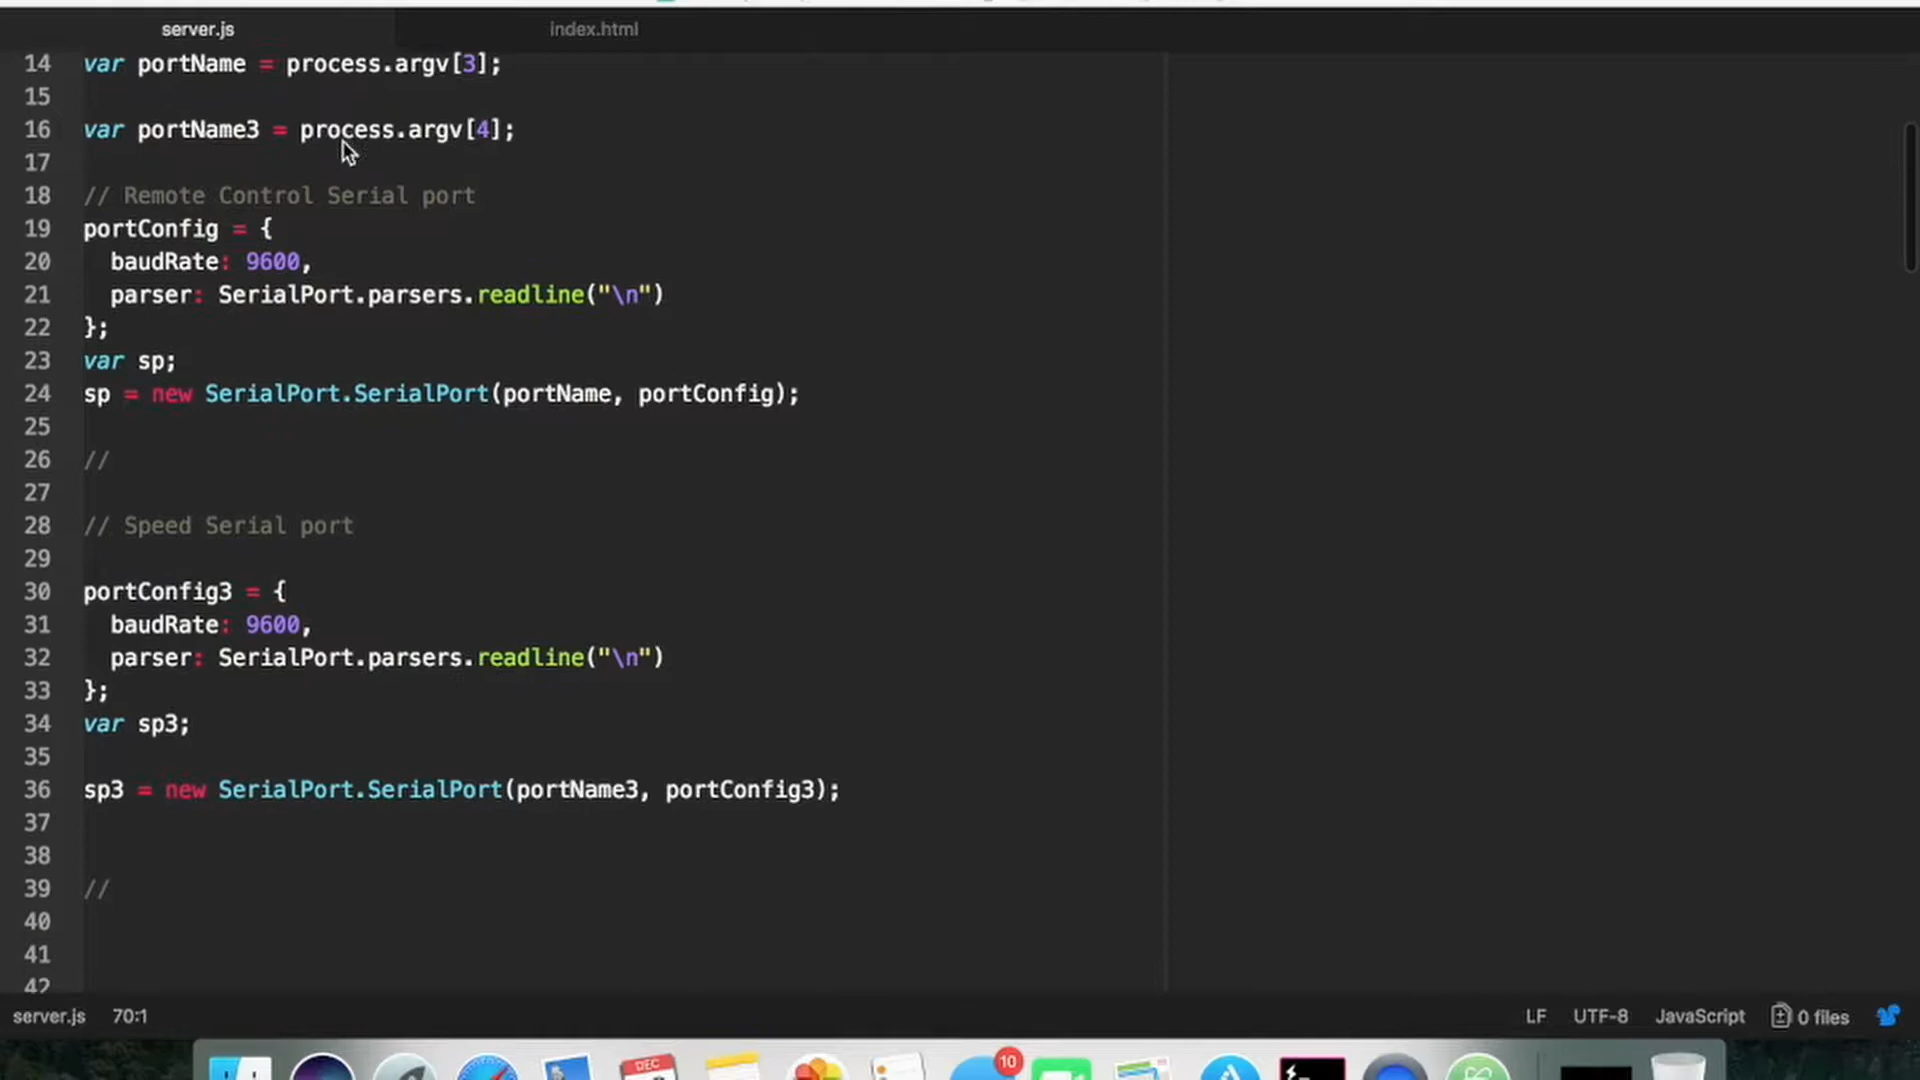 server.js
index.html
14 var portName = process.argv[3];
15
16 var portName3 = process.argv[4];
17
18 // Remote Control Serial port
19 portConfig = {
20 baudRate: 9600,
21 parser: SerialPort.parsers.readline("\n")
22 };
23 var sp;
24 sp = new SerialPort.SerialPort(portName, portConfig);
25
26 //
27
28 // Speed Serial port
29
30 portConfig3 = {
31 baudRate: 9600,
32 parser: SerialPort.parsers.readline("\n")
33 };
34 var sp3;
35
36 sp3 = new SerialPort.SerialPort(portName3, portConfig3);
37
38
39 //
40
41
42
server.js 70:1 LF UTF-8 JavaScript 0 files
DEC 10